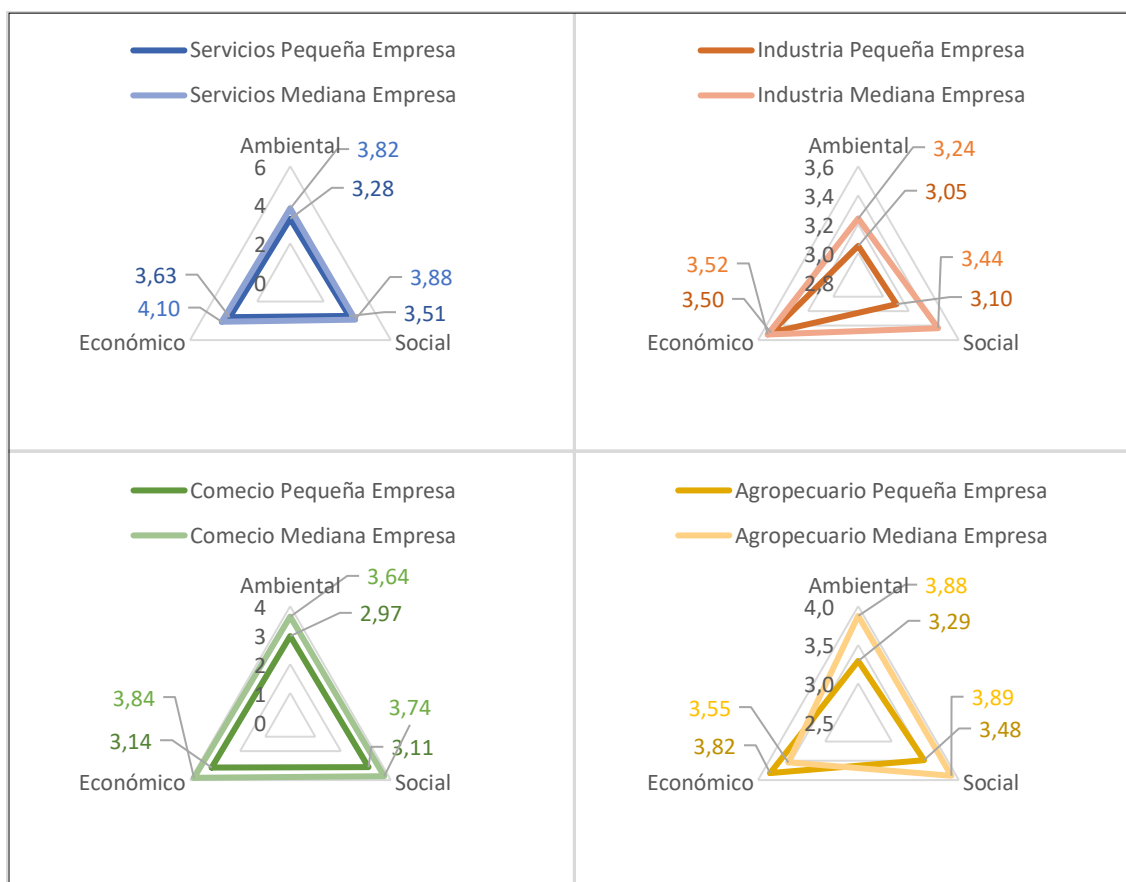 Servicios Pequeña Empresa
Servicios Mediana Empresa
Ambiental
6
4
2
0
3,82
3,28
3,63
4,10
3,88
3,51
Económico
Social
Industria Pequeña Empresa
Industria Mediana Empresa
Ambiental
3,6
3,4
3,2
3,0
2,8
3,24
3,05
3,52
3,50
3,44
3,10
Económico
Social
Comecio Pequeña Empresa
Comecio Mediana Empresa
Ambiental
4
3
2
1
0
3,64
2,97
3,84
3,14
3,74
3,11
Económico
Social
Agropecuario Pequeña Empresa
Agropecuario Mediana Empresa
Ambiental
4,0
3,5
3,0
2,5
3,88
3,29
3,55
3,82
3,89
3,48
Económico
Social